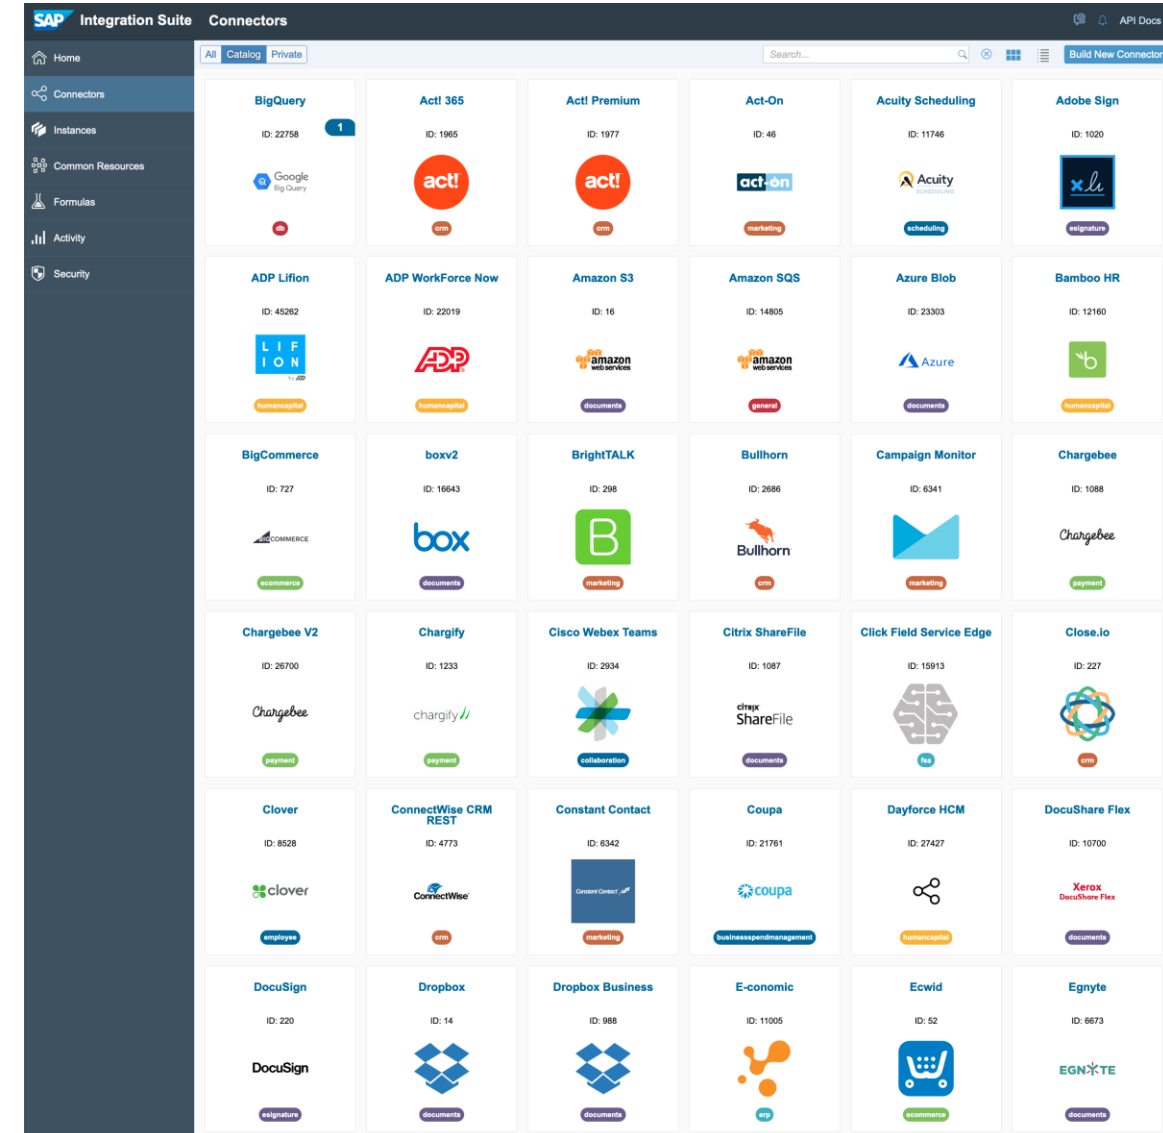 SAP Integration Suite Connectors API Docs
Home
Connectors
Instances
Common Resources
Formulas
Activity
Security
All Catalog Private Search... Build New Connector
BigQuery Act! 365 Act! Premium Act-On Acuity Scheduling Adobe Sign
ID: 22758 1 ID: 1965 ID: 1977 ID: 46 ID: 11746 ID: 1020
Google Big Query act! act! act-on Acuity SCHEDULING
db crm crm marketing scheduling esignature
ADP Lifion ADP WorkForce Now Amazon S3 Amazon SQS Azure Blob Bamboo HR
ID: 45262 ID: 22019 ID: 16 ID: 14805 ID: 23303 ID: 12160
LIFION by ADP ADP amazon web services amazon web services Azure b
humancapital humancapital documents general documents humancapital
BigCommerce boxv2 BrightTALK Bullhorn Campaign Monitor Chargebee
ID: 727 ID: 16643 ID: 298 ID: 2686 ID: 6341 ID: 1088
BIGCOMMERCE box B Bullhorn Chargebee
ecommerce documents marketing crm marketing payment
Chargebee V2 Chargify Cisco Webex Teams Citrix ShareFile Click Field Service Edge Close.io
ID: 26700 ID: 1233 ID: 2934 ID: 1087 ID: 15913 ID: 227
Chargebee chargify citrix ShareFile
payment payment collaboration documents fsa crm
Clover ConnectWise CRM REST Constant Contact Coupa Dayforce HCM DocuShare Flex
ID: 8528 ID: 4773 ID: 6342 ID: 21761 ID: 27427 ID: 10700
clover ConnectWise Constant Contact coupa Xerox DocuShare Flex
employee crm marketing businessspendmanagement humancapital documents
DocuSign Dropbox Dropbox Business E-conomic Ecwid Egnyte
ID: 220 ID: 14 ID: 988 ID: 11005 ID: 52 ID: 6673
DocuSign EGNYTE
esignature documents documents erp ecommerce documents